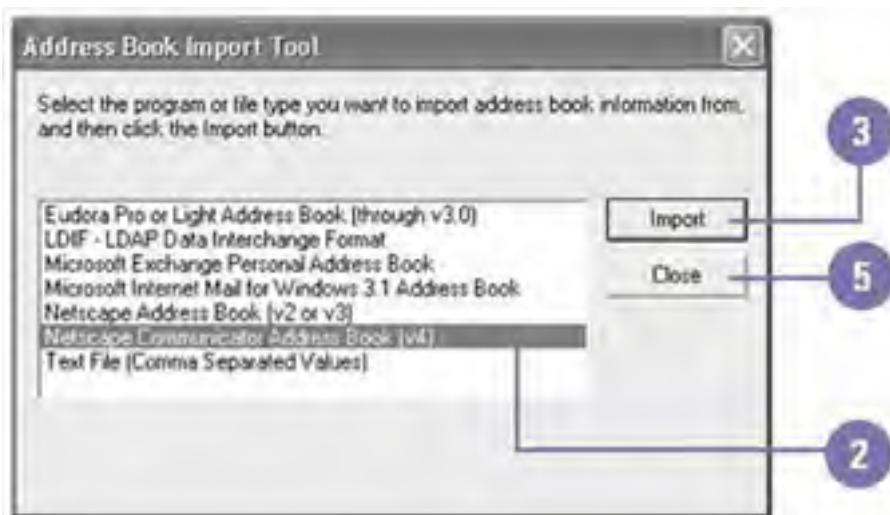 Address Book Import Tool
Select the program or file type you want to import address book information from,
and then click the Import button.
Eudora Pro or Light Address Book (through v3.0)
LDIF - LDAP Data Interchange Format
Microsoft Exchange Personal Address Book
Microsoft Internet Mail for Windows 3.1 Address Book
Netscape Address Book (v2 or v3)
Netscape Communicator Address Book (v4)
Text File (Comma Separated Values)
Import
Close
3
5
2